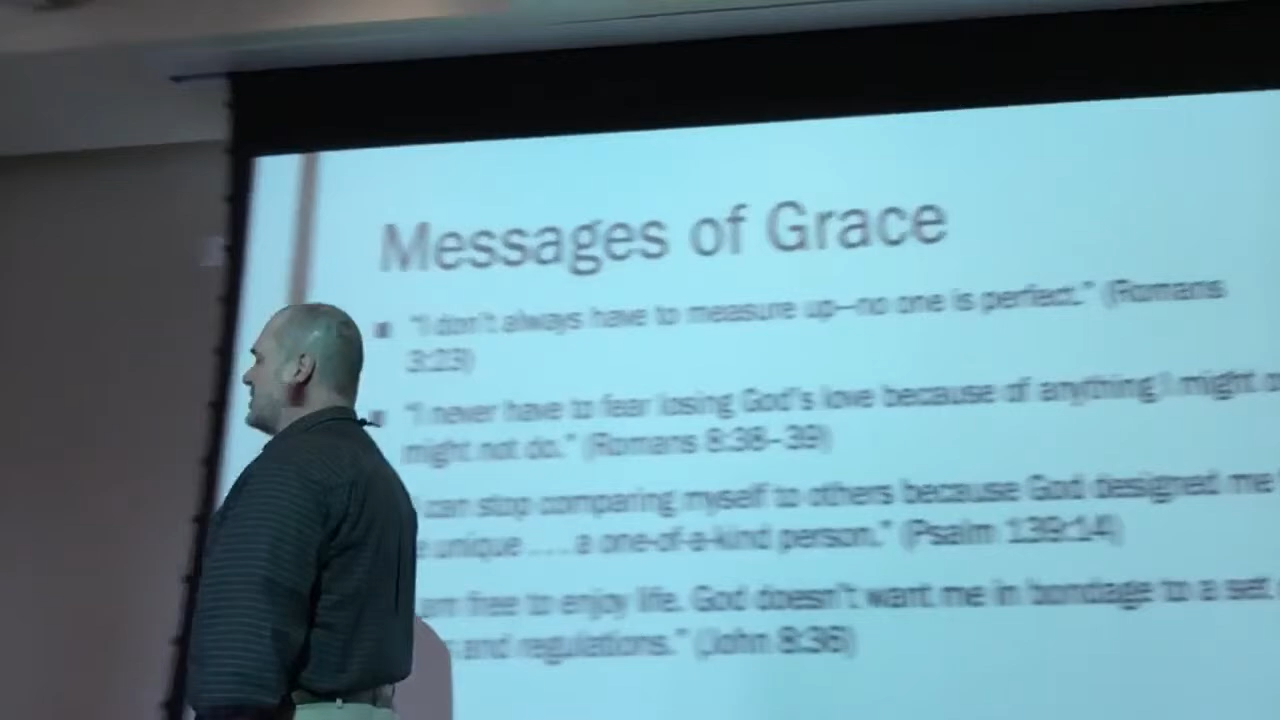 Messages of Grace
"I don't always have to measure up–no one is perfect." (Romans
3:23)
"I never have to fear losing God's love because of anything I might
might not do." (Romans 8:38–39)
can stop comparing myself to others because God designed me
unique . . . . a one-of-a-kind person." (Psalm 139:14)
free to enjoy life. God doesn't want me in bondage to a set
and regulations." (John 8:36)